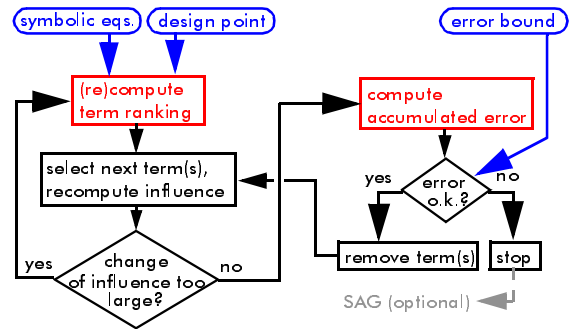 symbolic eqs.
design point
error bound
(re)compute
term ranking
compute
accumulated error
select next term(s),
recompute influence
yes
error
o.k.?
no
change
of influence too
large?
yes
no
remove term(s)
stop
SAG (optional)